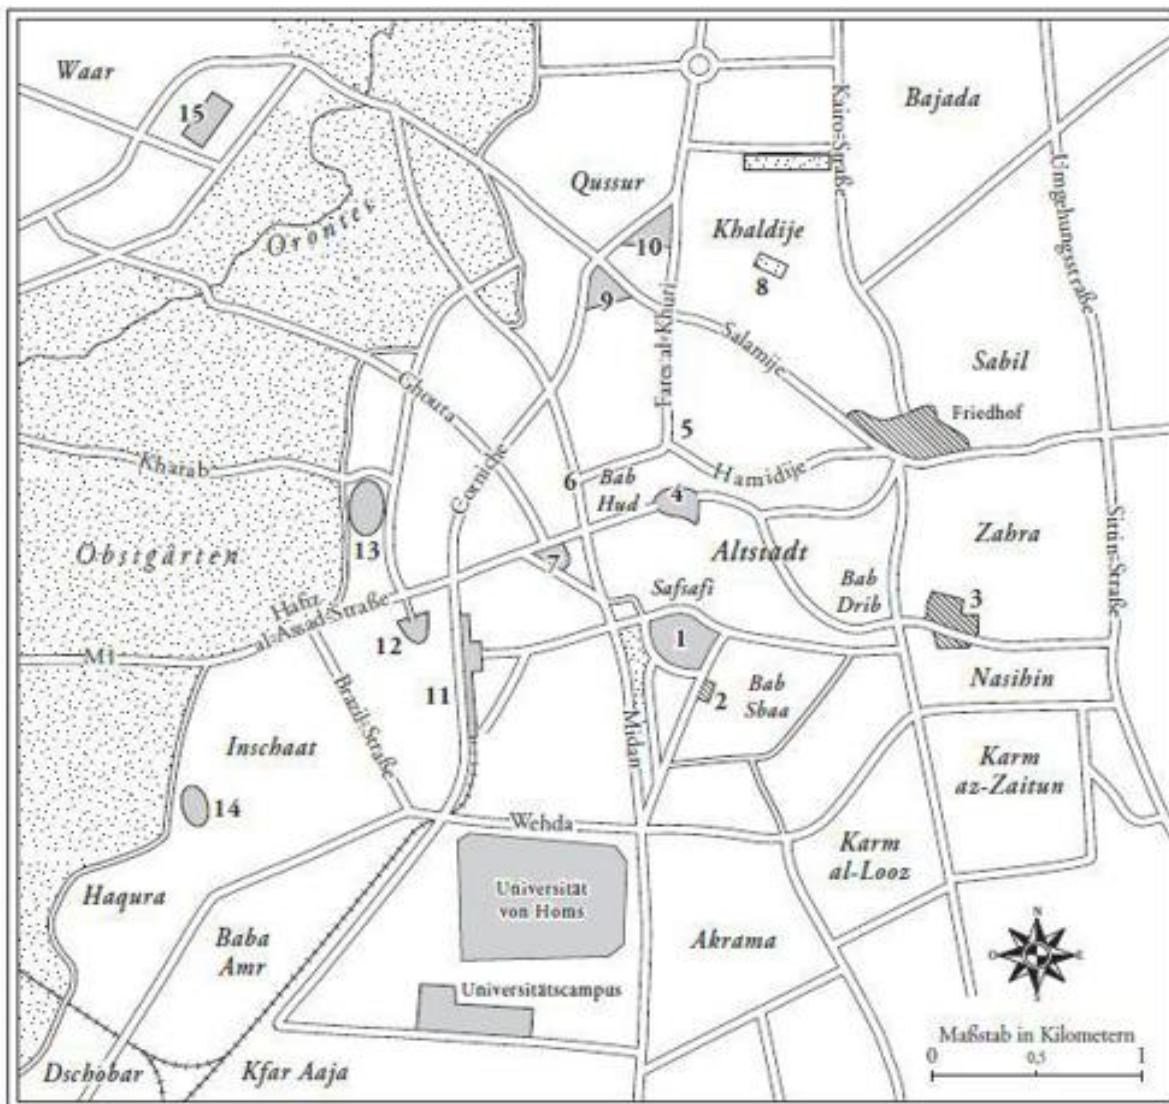 Waar
15
Bajada
Kairo-Straße
Umgehungsstraße
Qussur
Orontes
Khaldije
10
8
9
Fares al-Khuri
Salamije
Sabil
Friedhof
Ghouta
5
Kharab
Corniche
6
Bab
Hud
Hamidije
4
Obstgärten
13
7
Altstadt
Zahra
Sittin-Straße
Safsafi
Bab
Drib
3
Hafiz
al-Assad-Straße
12
1
M1
11
2
Bab
Sbaa
Nasihin
Brazil-Straße
Midan
Inschaat
Karm
az-Zaitun
14
Wehda
Karm
al-Looz
Haqura
Universität
von Homs
Baba
Amr
Akrama
N
O
E
S
Universitätscampus
Maßstab in Kilometern
0
0,5
1
Dschobar
Kfar Aaja